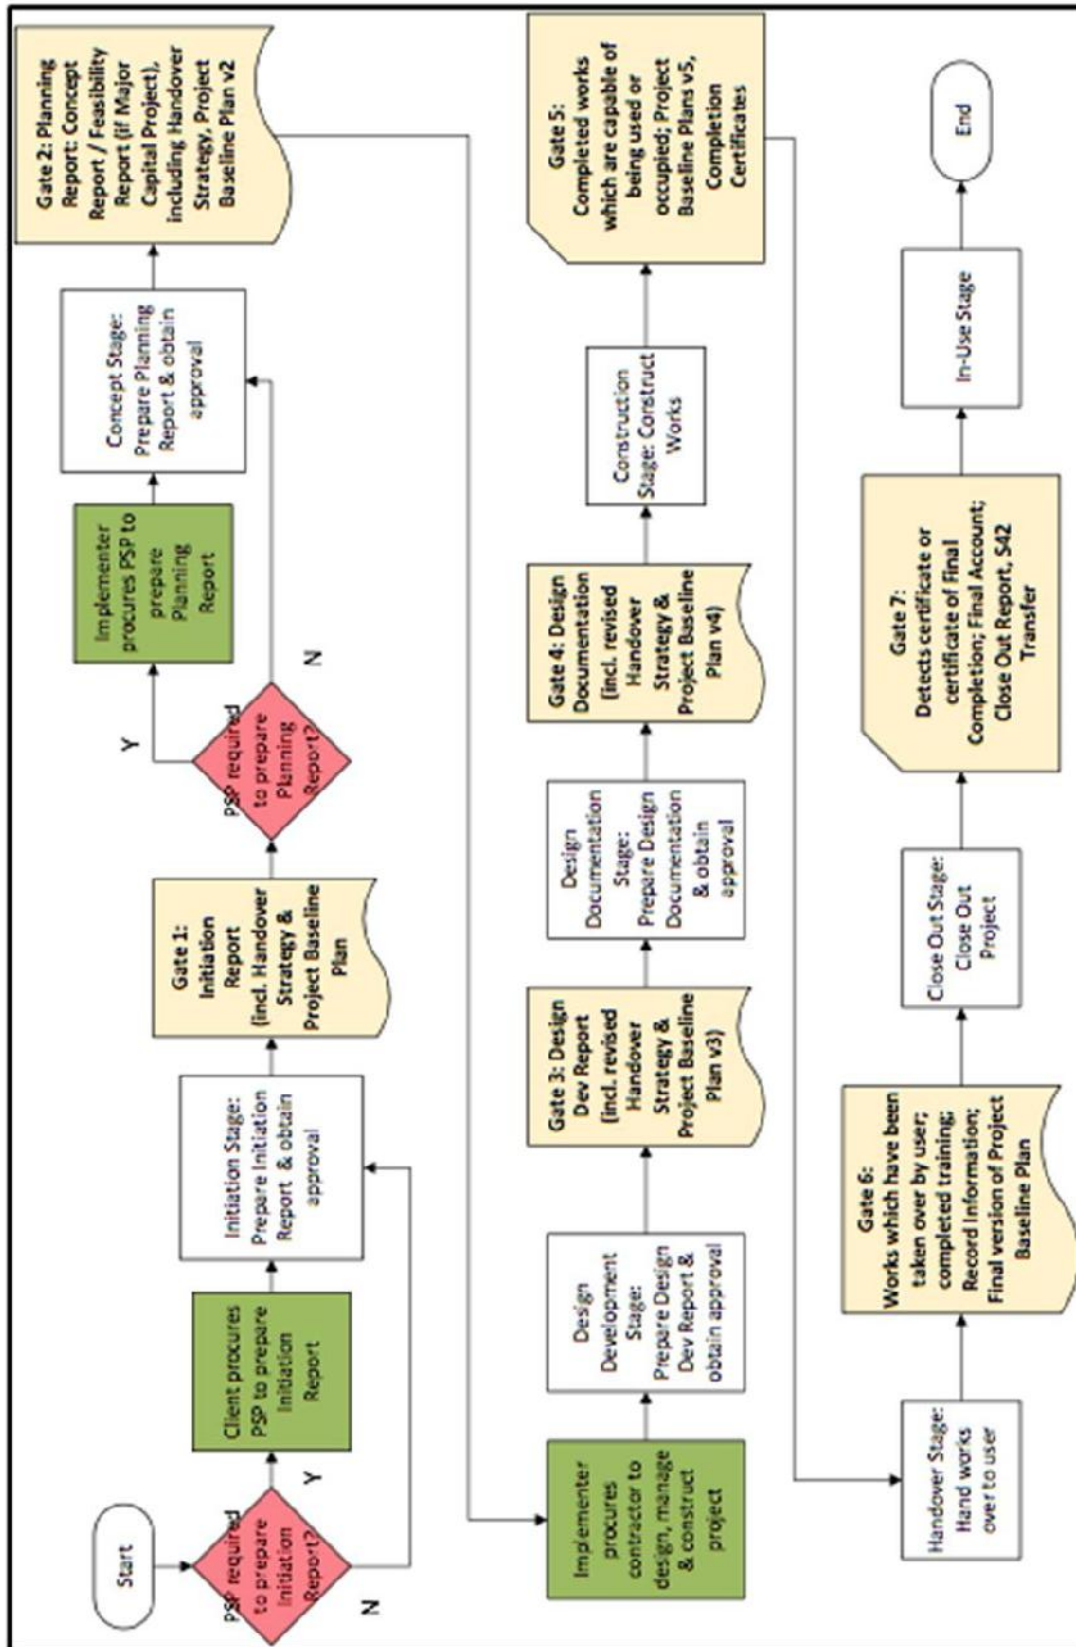 Start
PSP required
to prepare
Initiation
Report?
Y
N
Client procures
PSP to prepare
Initiation
Report
Initiation Stage:
Prepare Initiation
Report & obtain
approval
Gate 1:
Initiation
Report
(incl. Handover
Strategy &
Project Baseline
Plan
PSP required
to prepare
Planning
Report?
Y
N
Implementer
procures PSP to
prepare
Planning
Report
Concept Stage:
Prepare Planning
Report & obtain
approval
Gate 2: Planning
Report: Concept
Report / Feasibility
Report (if Major
Capital Project),
including Handover
Strategy, Project
Baseline Plan v2
Implementer
procures
contractor to
design, manage
& construct
project
Design
Development
Stage:
Prepare Design
Dev Report &
obtain approval
Gate 3: Design
Dev Report
(incl. revised
Handover
Strategy &
Project Baseline
Plan v3)
Design
Documentation
Stage:
Prepare Design
Documentation
& obtain
approval
Gate 4: Design
Documentation
(incl. revised
Handover
Strategy &
Project Baseline
Plan v4)
Construction
Stage: Construct
Works
Gate 5:
Completed works
which are capable of
being used or
occupied; Project
Baseline Plans v5,
Completion
Certificates
Handover Stage:
Hand works
over to user
Gate 6:
Works which have been
taken over by user;
completed training;
Record Information;
Final version of Project
Baseline Plan
Close Out Stage:
Close Out
Project
Gate 7:
Detects certificate or
certificate of Final
Completion; Final Account;
Close Out Report, S42
Transfer
In-Use Stage
End